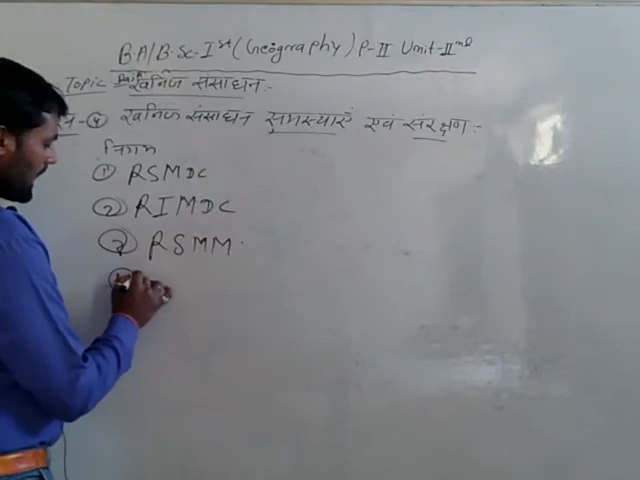 B.A/B.Sc-Ist (Geography) P-II Unit-IInd
Topic खनिज संसाधन:-
④ खनिज संसाधन समस्याएँ एवं संरक्षण:-
निगम
① RSMDC
② RIMDC
③ RSMM.